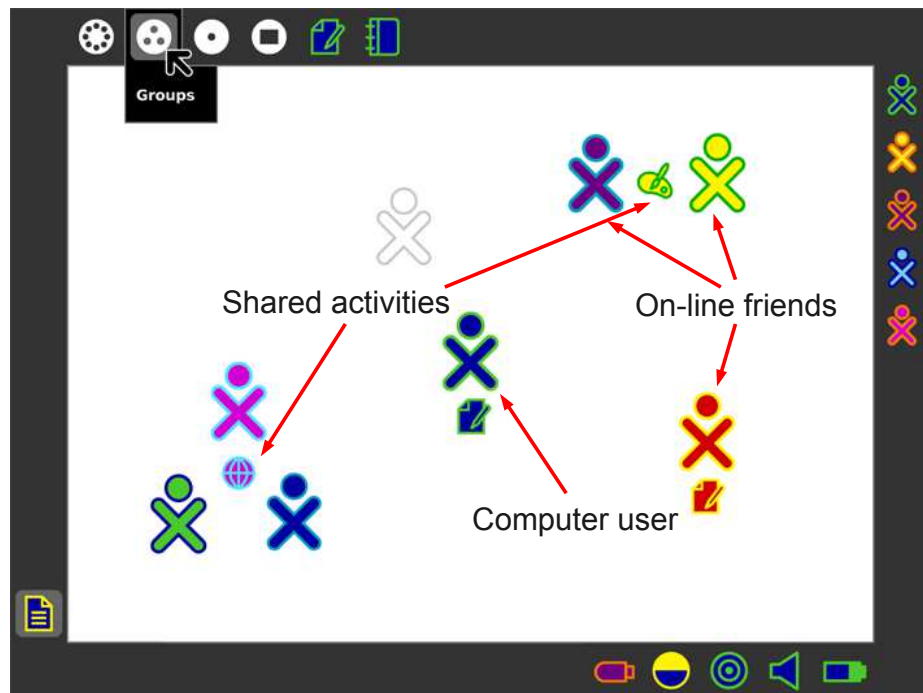 Groups
Shared activities
On-line friends
Computer user